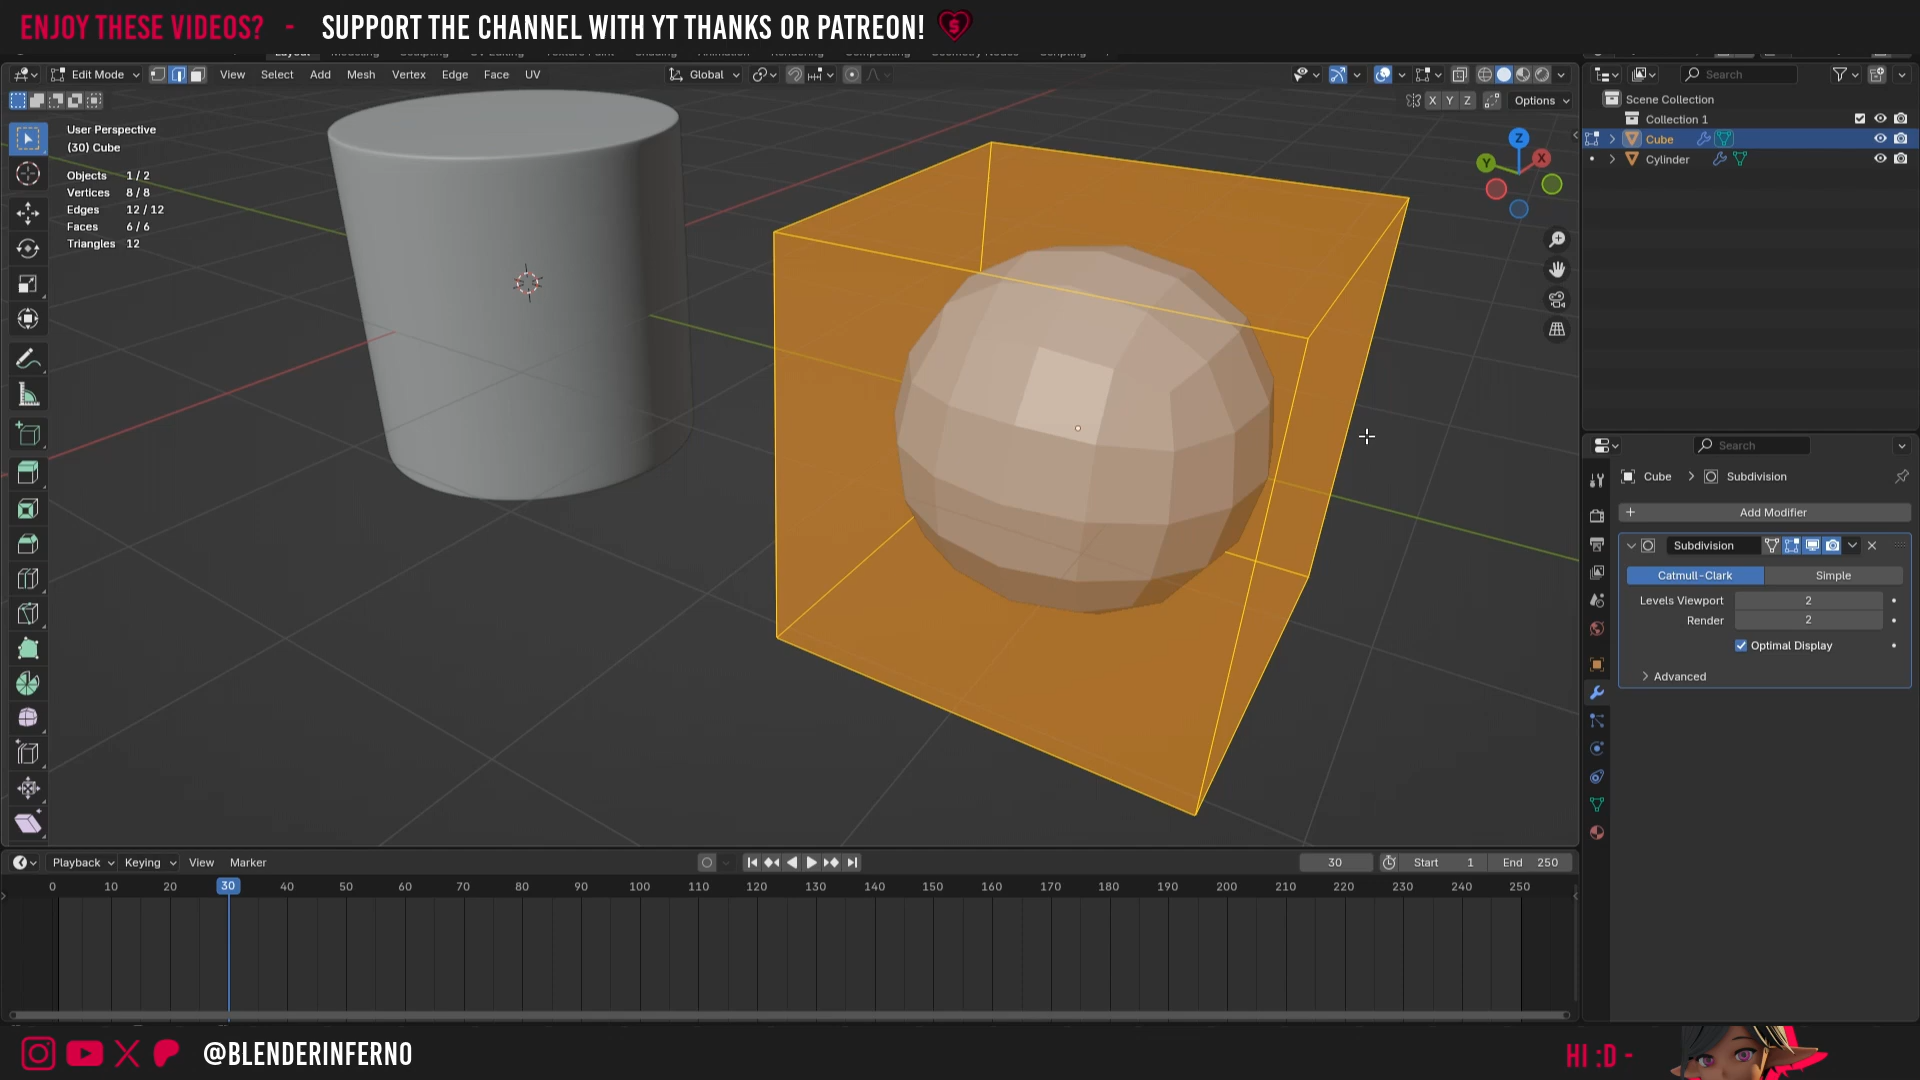 ENJOY THESE VIDEOS? - SUPPORT THE CHANNEL WITH YT THANKS OR PATREON!
Edit Mode View Select Add Mesh Vertex Edge Face UV Global Search
X Y Z Options Scene Collection
User Perspective
(30) Cube
Collection 1
Cube
Cylinder
Objects 1 / 2
Vertices 8 / 8
Edges 12 / 12
Faces 6 / 6
Triangles 12
Z
Y
X
Search
Cube > Subdivision
+ Add Modifier
Subdivision
Catmull-Clark Simple
Levels Viewport 2
Render 2
Optimal Display
Advanced
Playback Keying View Marker 30 Start 1 End 250
0 10 20 30 40 50 60 70 80 90 100 110 120 130 140 150 160 170 180 190 200 210 220 230 240 250
@BLENDERINFERNO
HI :D -